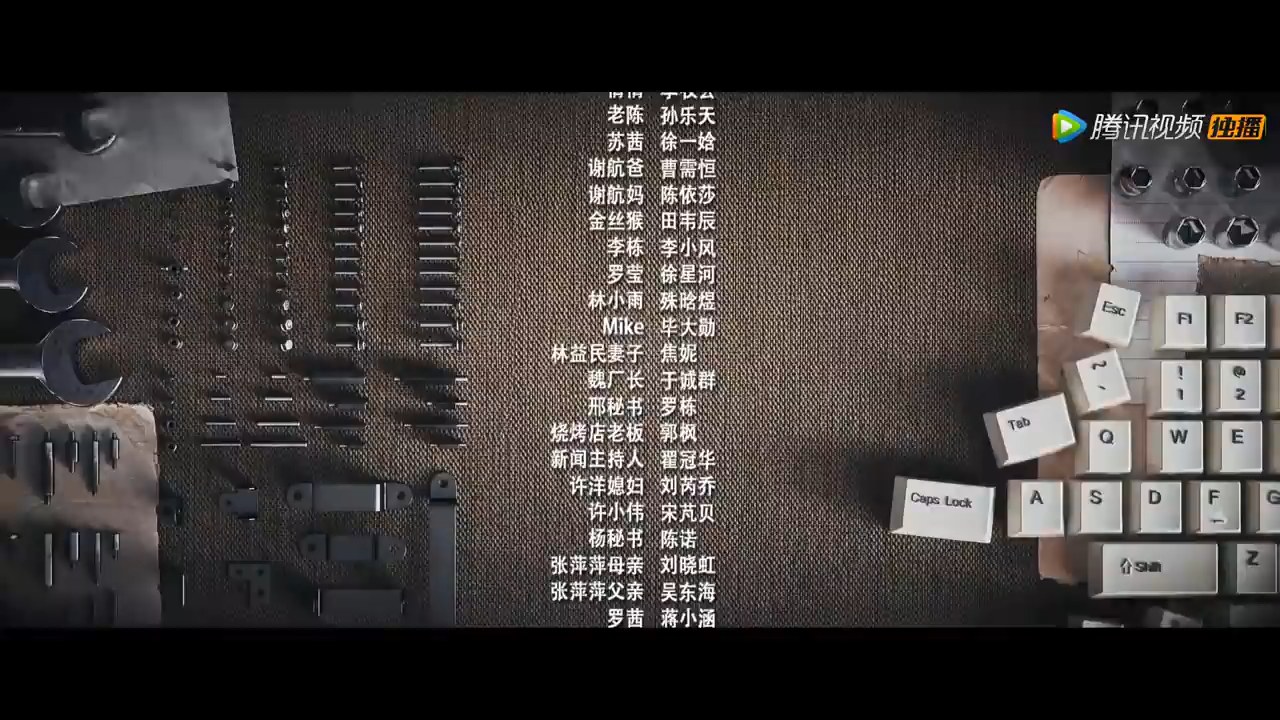 老陈 孙乐天
苏茜 徐一姶
谢航爸 曹需恒
谢航妈 陈依莎
金丝猴 田韦辰
李栋 李小风
罗莹 徐星河
林小雨 殊晗煜
Mike 毕大勋
林益民妻子 焦妮
魏厂长 于诚群
邢秘书 罗栋
烧烤店老板 郭枫
新闻主持人 翟冠华
许洋媳妇 刘芮乔
许小伟 宋芃贝
杨秘书 陈诺
张萍萍母亲 刘晓虹
张萍萍父亲 吴东海
罗茜 蒋小涵
腾讯视频 独播
Esc F1 F2
~ ! 1 @ 2
Tab Q W E
Caps Lock A S D F G
Shift Z